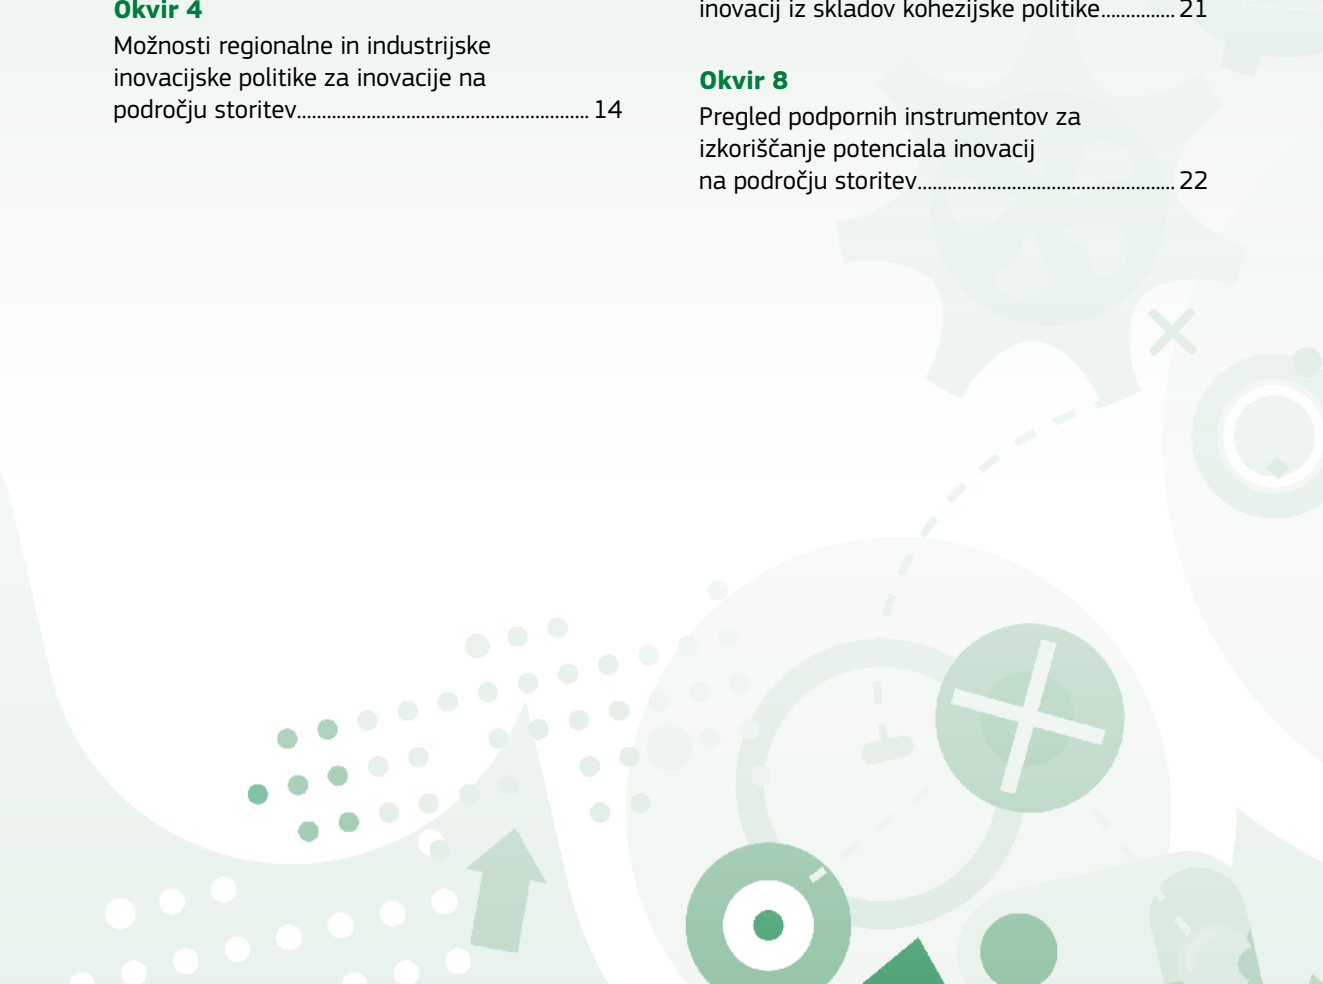 Okvir 4
Možnosti regionalne in industrijske
inovacijske politike za inovacije na
področju storitev............................................................ 14
inovacij iz skladov kohezijske politike............... 21
Okvir 8
Pregled podpornih instrumentov za
izkoriščanje potenciala inovacij
na področju storitev..................................................... 22